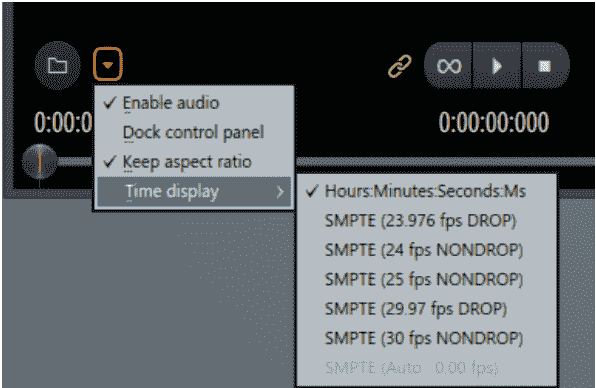 0:00:0
0:00:00:000
✓ Enable audio
Dock control panel
✓ Keep aspect ratio
Time display >
✓ Hours:Minutes:Seconds:Ms
SMPTE (23.976 fps DROP)
SMPTE (24 fps NONDROP)
SMPTE (25 fps NONDROP)
SMPTE (29.97 fps DROP)
SMPTE (30 fps NONDROP)
SMPTE (Auto 0.00 fps)